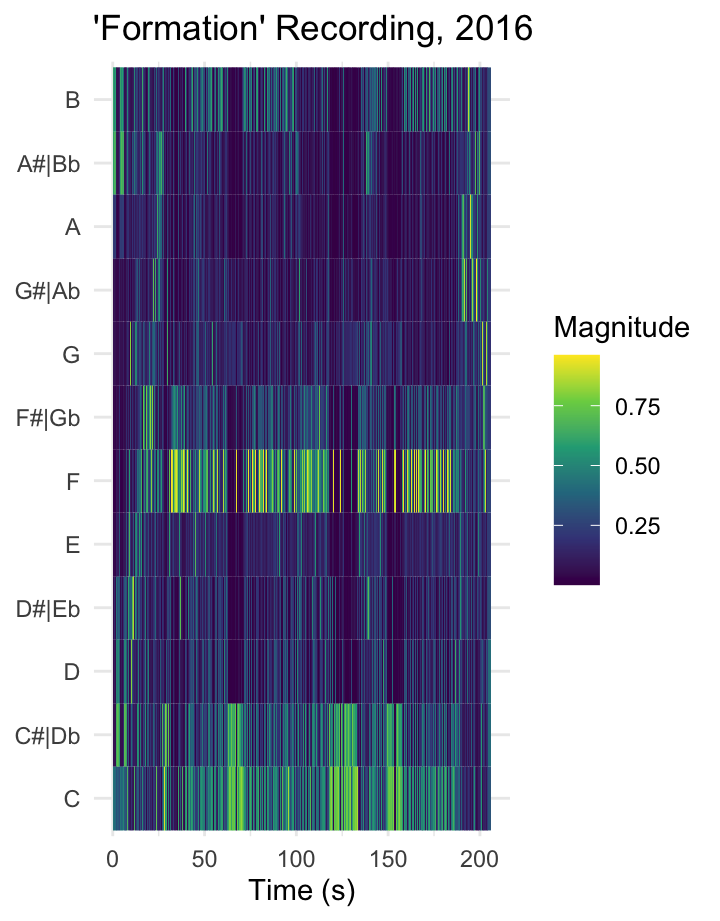 'Formation' Recording, 2016
B
A#|Bb
A
G#|Ab
G
F#|Gb
F
E
D#|Eb
D
C#|Db
C
0 50 100 150 200
Time (s)
Magnitude
0.75
0.50
0.25